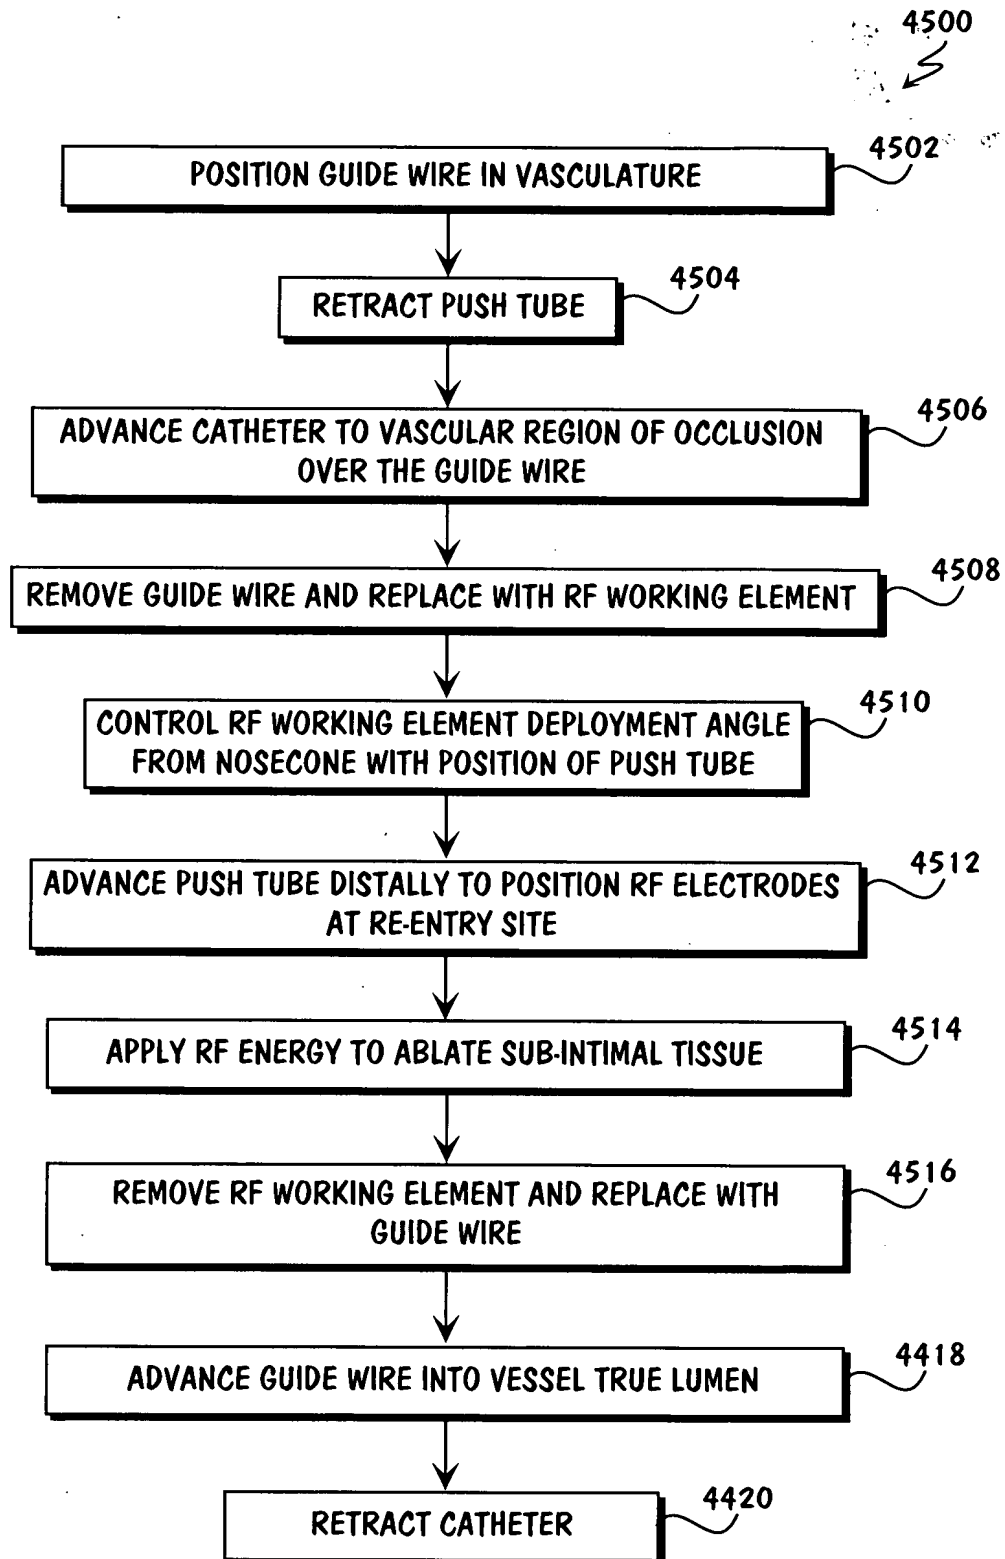 4500
4502
POSITION GUIDE WIRE IN VASCULATURE
4504
RETRACT PUSH TUBE
4506
ADVANCE CATHETER TO VASCULAR REGION OF OCCLUSION
OVER THE GUIDE WIRE
4508
REMOVE GUIDE WIRE AND REPLACE WITH RF WORKING ELEMENT
4510
CONTROL RF WORKING ELEMENT DEPLOYMENT ANGLE
FROM NOSECONE WITH POSITION OF PUSH TUBE
4512
ADVANCE PUSH TUBE DISTALLY TO POSITION RF ELECTRODES
AT RE-ENTRY SITE
4514
APPLY RF ENERGY TO ABLATE SUB-INTIMAL TISSUE
4516
REMOVE RF WORKING ELEMENT AND REPLACE WITH
GUIDE WIRE
4418
ADVANCE GUIDE WIRE INTO VESSEL TRUE LUMEN
4420
RETRACT CATHETER